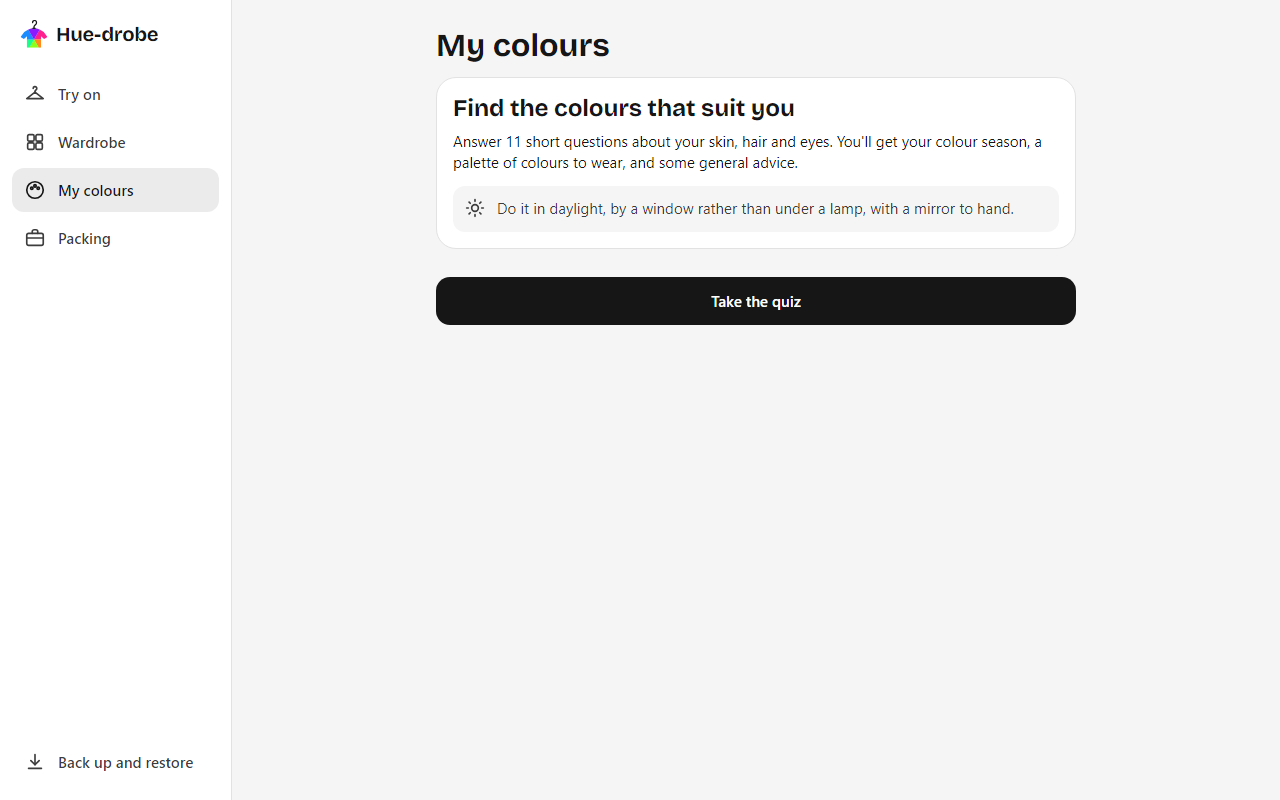 Hue-drobe
Try on
Wardrobe
My colours
Packing
Back up and restore
My colours
Find the colours that suit you
Answer 11 short questions about your skin, hair and eyes. You'll get your colour season, a
palette of colours to wear, and some general advice.
Do it in daylight, by a window rather than under a lamp, with a mirror to hand.
Take the quiz